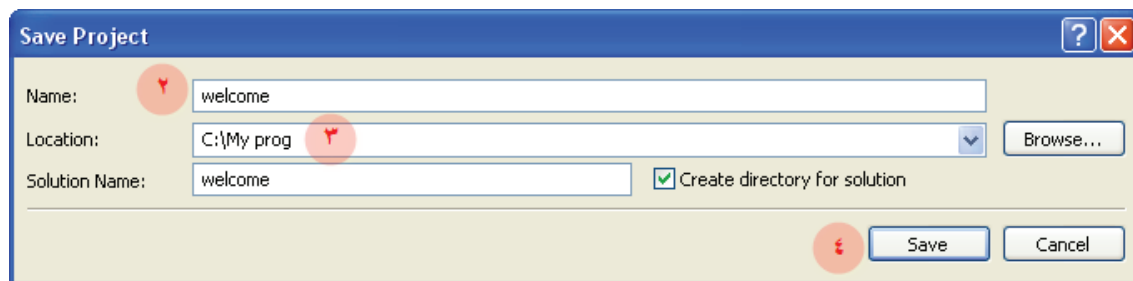 Save Project
Name: ٢ welcome
Location: C:\My prog ٣ Browse...
Solution Name: welcome Create directory for solution
٤ Save Cancel